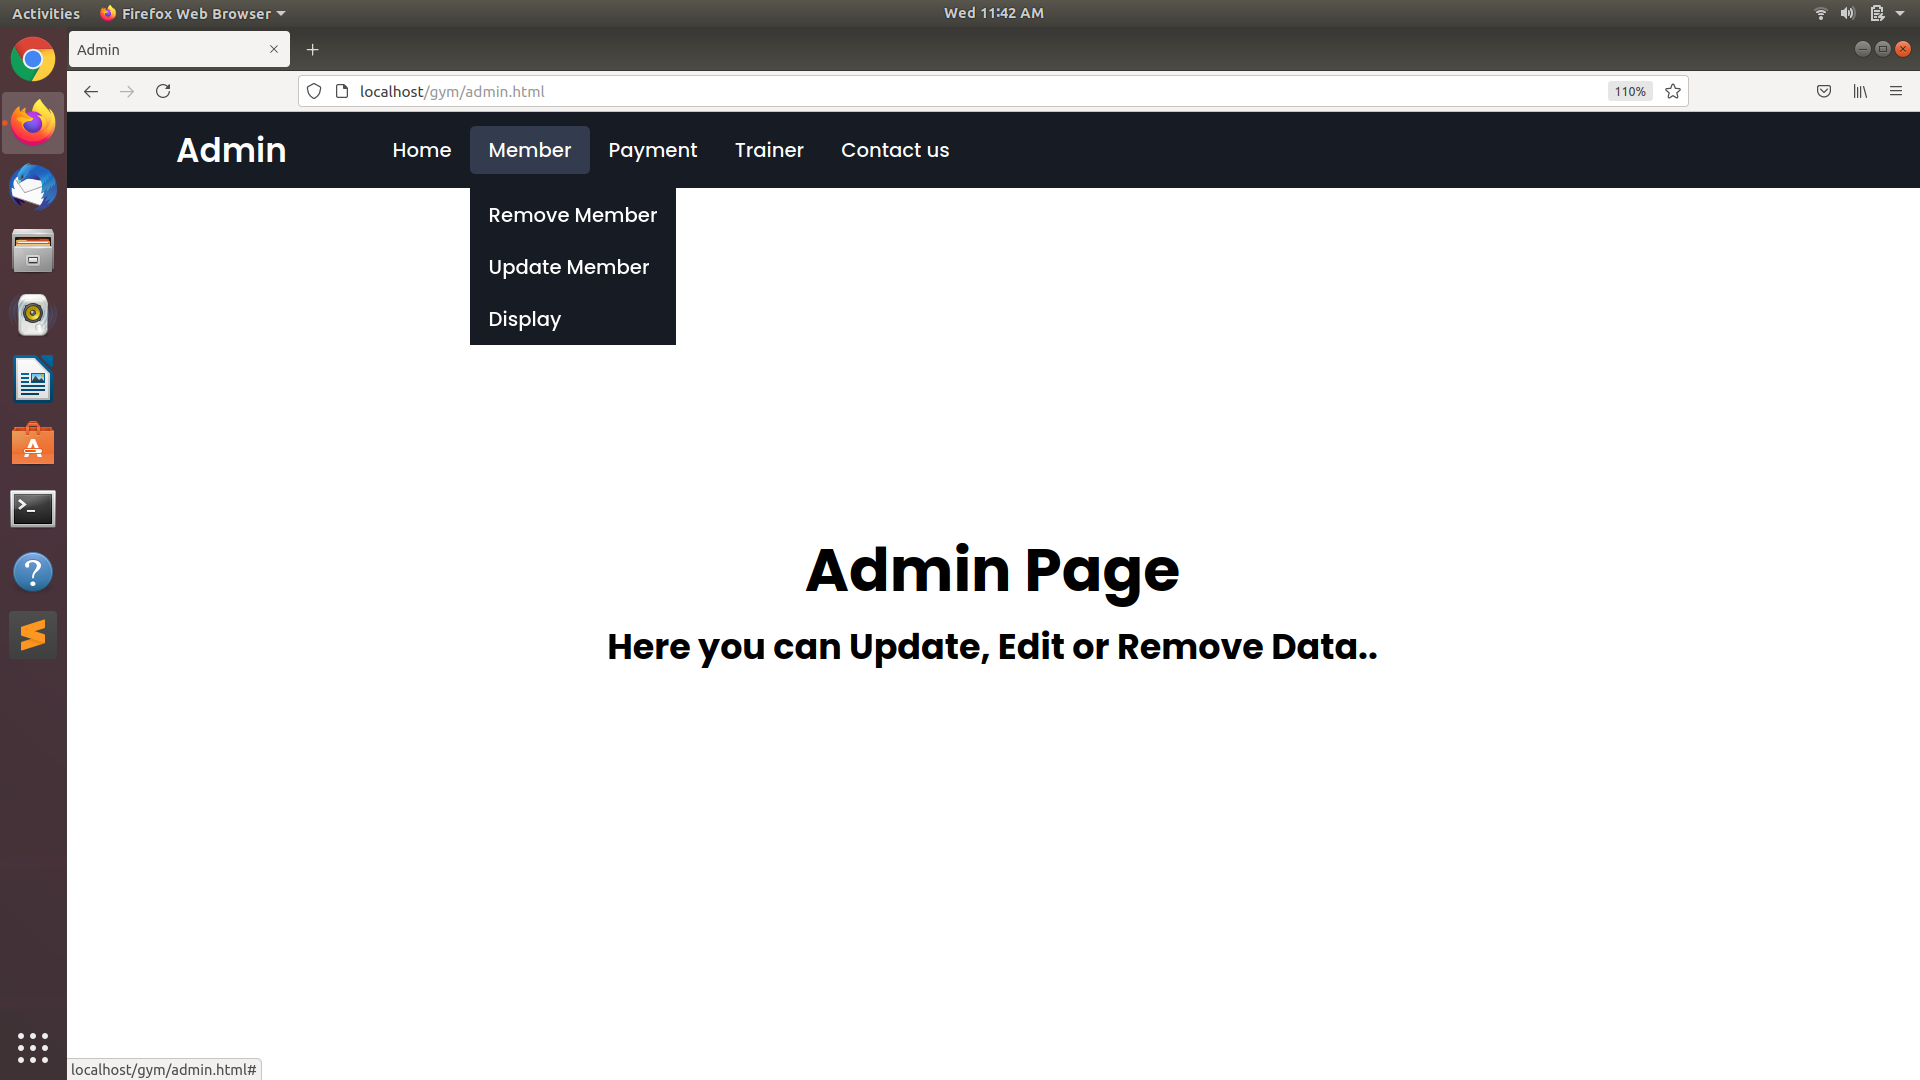 Activities Firefox Web Browser Wed 11:42 AM
Admin
localhost/gym/admin.html 110%
Admin Home Member Payment Trainer Contact us
Remove Member
Update Member
Display
Admin Page
Here you can Update, Edit or Remove Data..
localhost/gym/admin.html#